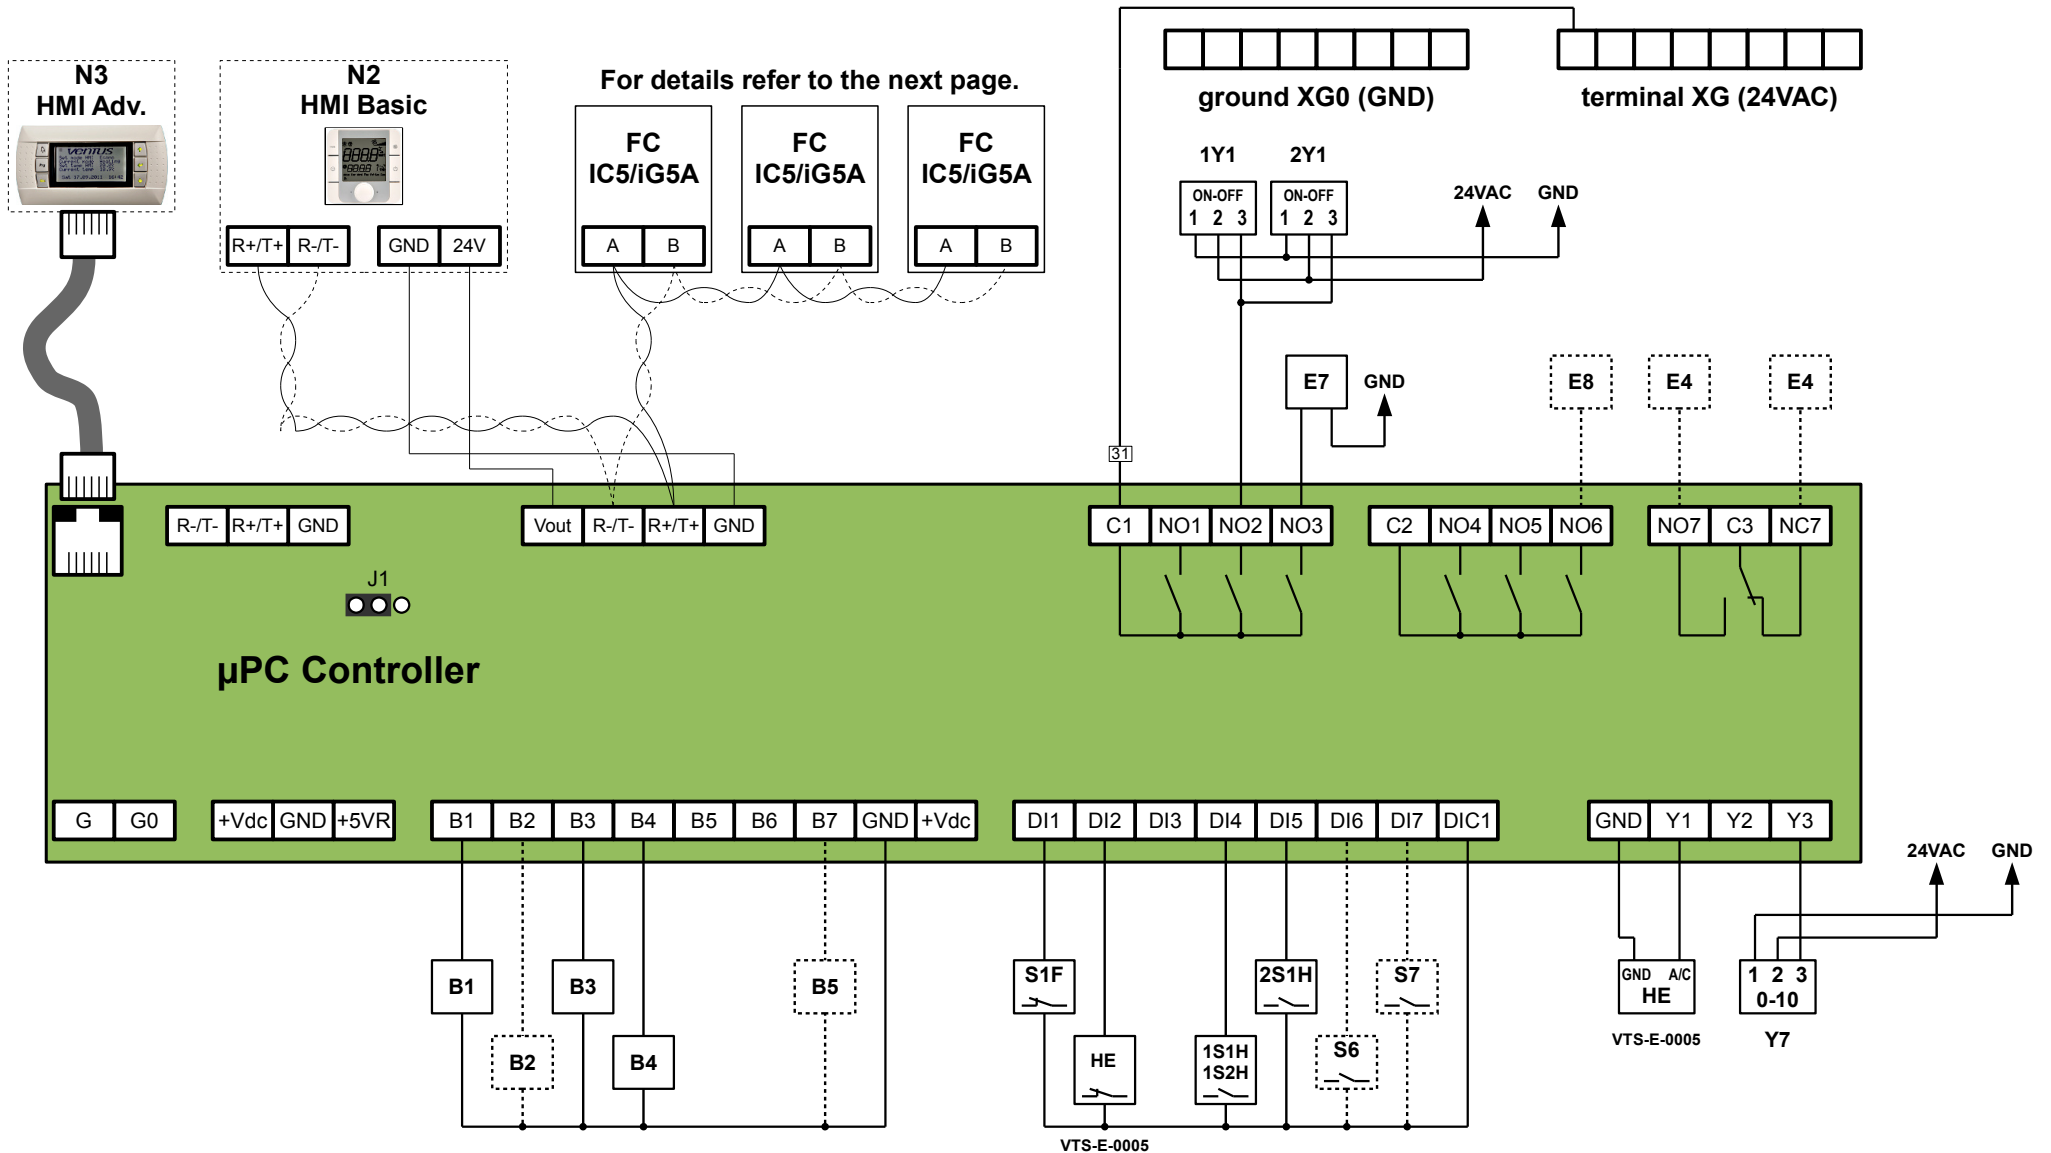 N3
HMI Adv.
VENTUS
N2
HMI Basic
R+/T+ R-/T- GND 24V
For details refer to the next page.
FC
IC5/iG5A
A B
FC
IC5/iG5A
A B
FC
IC5/iG5A
A B
ground XG0 (GND)
terminal XG (24VAC)
1Y1
ON-OFF
1 2 3
2Y1
ON-OFF
1 2 3
24VAC GND
E7 GND
E8
E4
E4
31
R-/T- R+/T+ GND
Vout R-/T- R+/T+ GND
C1 NO1 NO2 NO3
C2 NO4 NO5 NO6
NO7 C3 NC7
J1
µPC Controller
G G0
+Vdc GND +5VR
B1 B2 B3 B4 B5 B6 B7 GND +Vdc
DI1 DI2 DI3 DI4 DI5 DI6 DI7 DIC1
GND Y1 Y2 Y3
24VAC GND
B1
B2
B3
B4
B5
S1F
HE
VTS-E-0005
1S1H
1S2H
2S1H
S6
S7
GND A/C
HE
VTS-E-0005
1 2 3
0-10
Y7